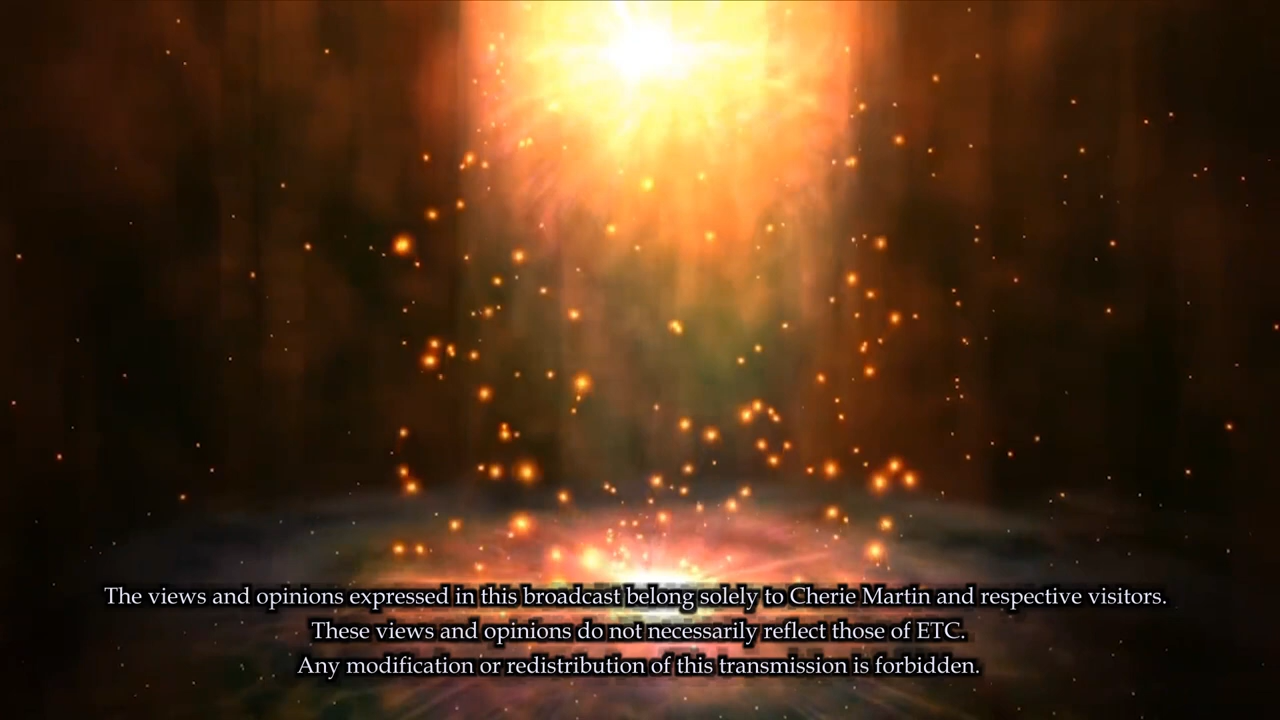 The views and opinions expressed in this broadcast belong solely to Cherie Martin and respective visitors.
These views and opinions do not necessarily reflect those of ETC.
Any modification or redistribution of this transmission is forbidden.